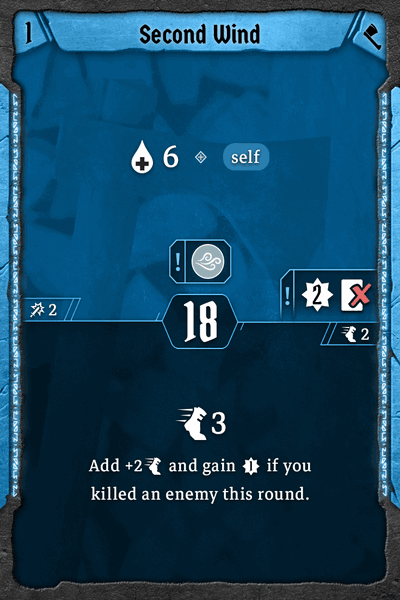 1
Second Wind
6
self
!
! 2
2
18
2
3
Add +2 and gain 1 if you
killed an enemy this round.